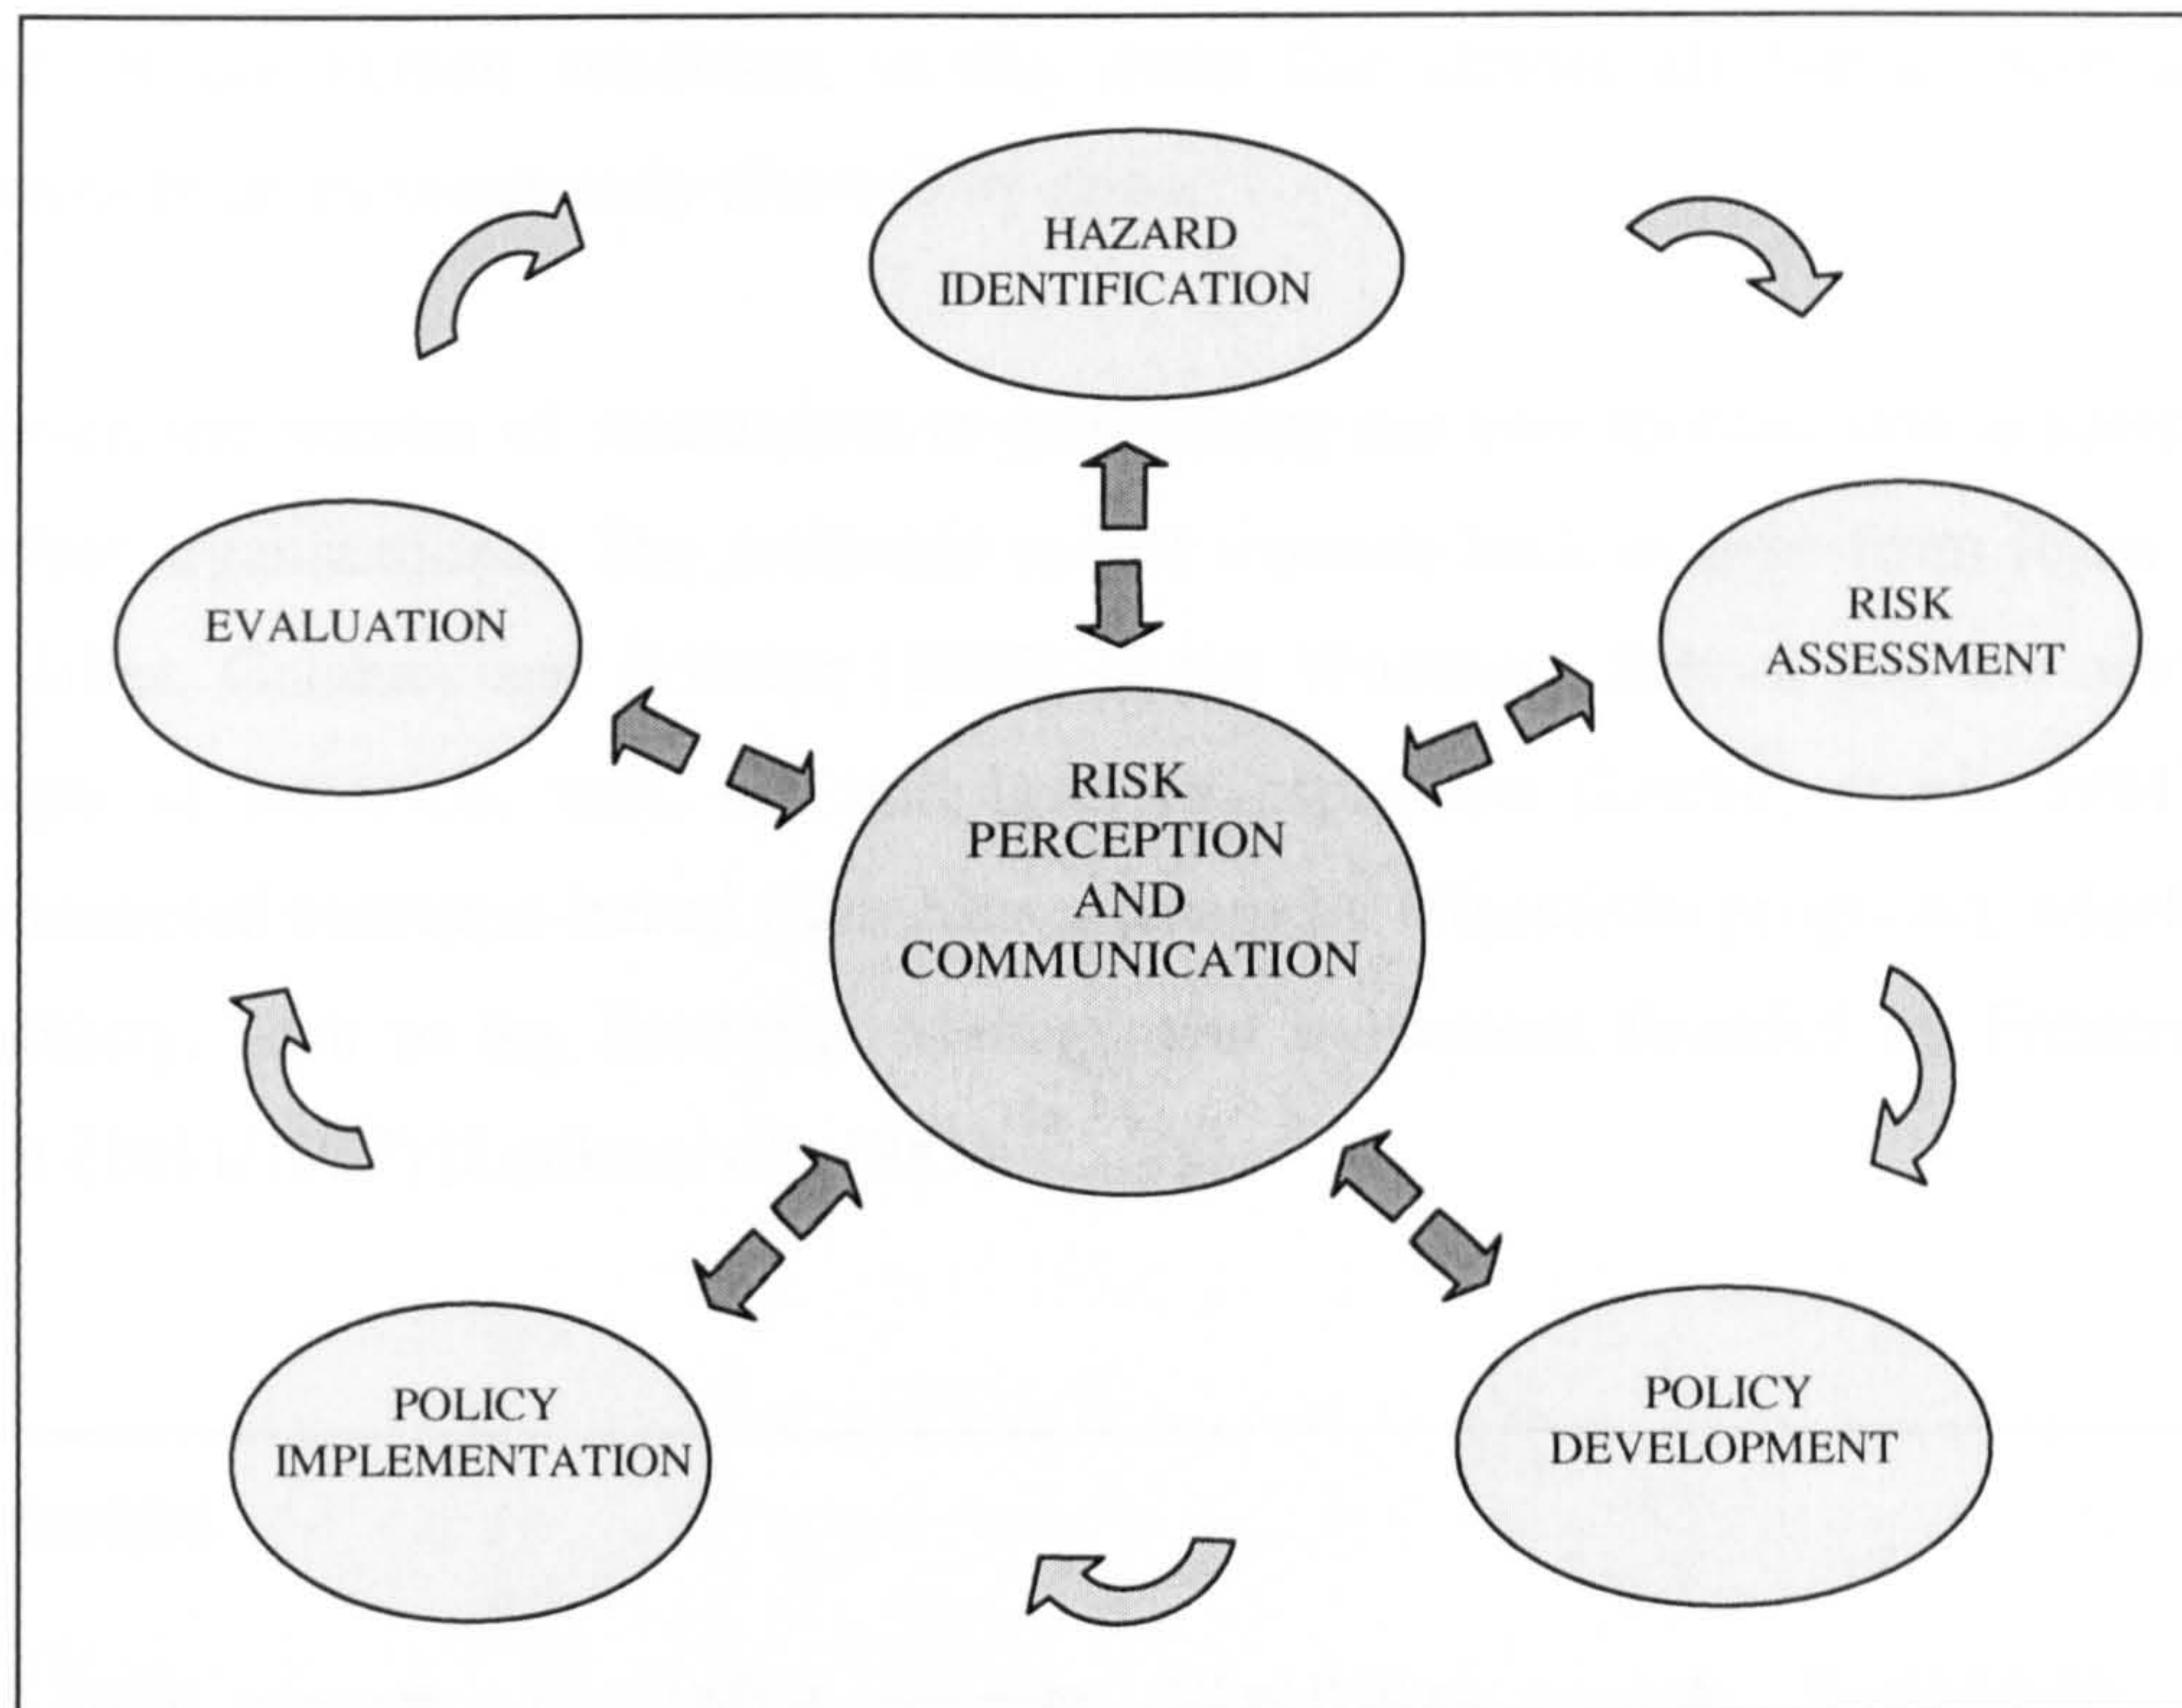 HAZARD
IDENTIFICATION
RISK
ASSESSMENT
EVALUATION
RISK
PERCEPTION
AND
COMMUNICATION
POLICY
DEVELOPMENT
POLICY
IMPLEMENTATION